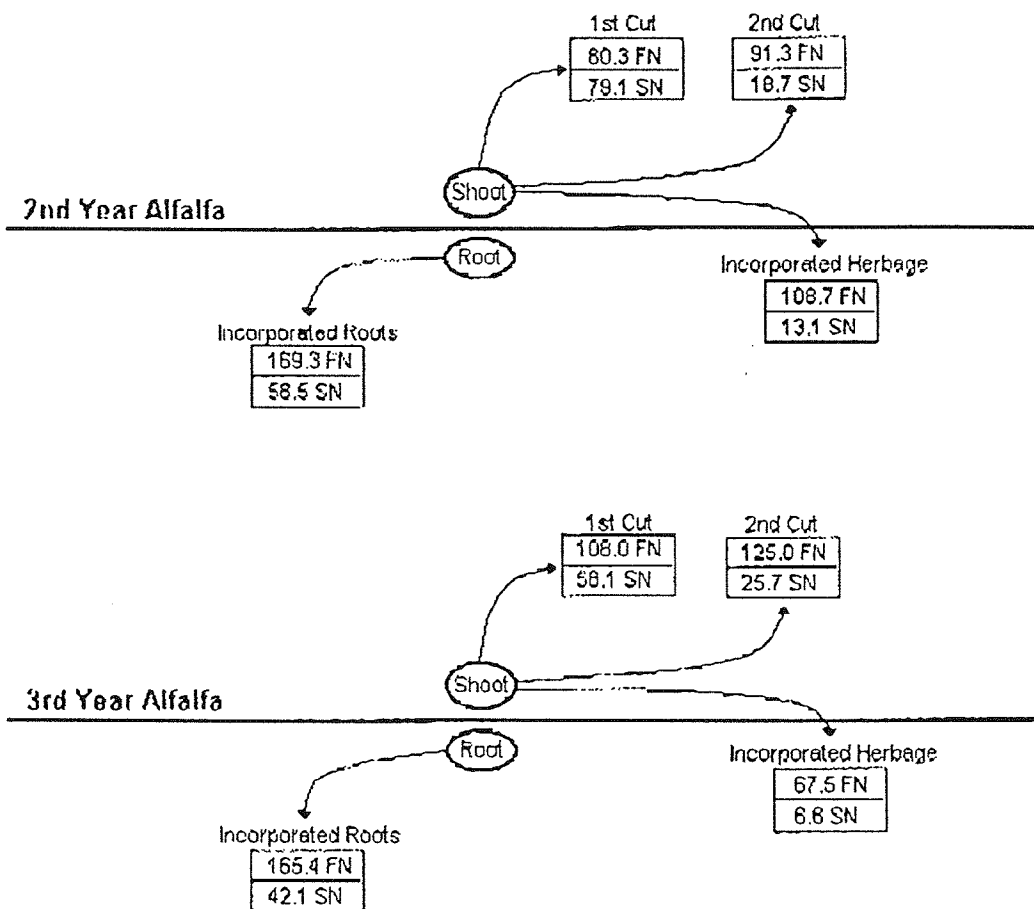 1st Cut
80.3 FN
79.1 SN
2nd Cut
91.3 FN
18.7 SN
Shoot
2nd Year Alfalfa
Root
Incorporated Herbage
108.7 FN
13.1 SN
Incorporated Roots
169.3 FN
58.5 SN
1st Cut
108.0 FN
58.1 SN
2nd Cut
125.0 FN
25.7 SN
Shoot
3rd Year Alfalfa
Root
Incorporated Herbage
67.5 FN
6.6 SN
Incorporated Roots
165.4 FN
42.1 SN